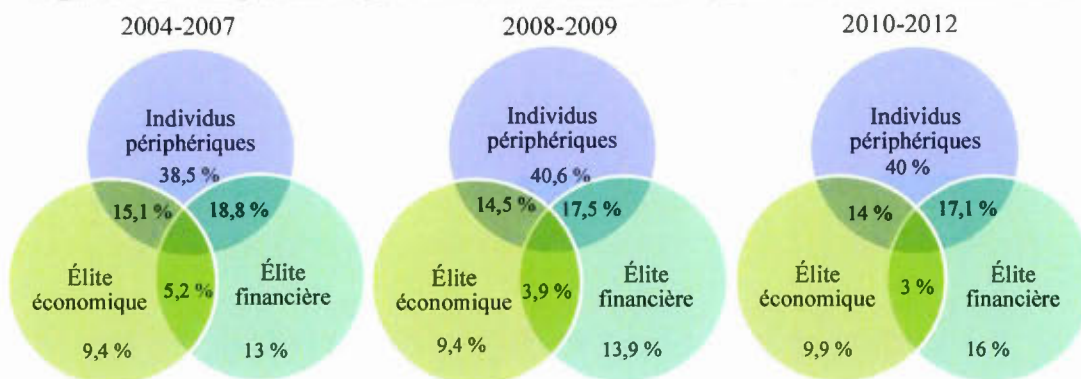 2004-2007
Individus
périphériques
38,5 %
15,1 %
18,8 %
Élite
économique
5,2 %
Élite
financière
9,4 %
13 %
2008-2009
Individus
périphériques
40,6 %
14,5 %
17,5 %
Élite
économique
3,9 %
Élite
financière
9,4 %
13,9 %
2010-2012
Individus
périphériques
40 %
14 %
17,1 %
Élite
économique
3 %
Élite
financière
9,9 %
16 %